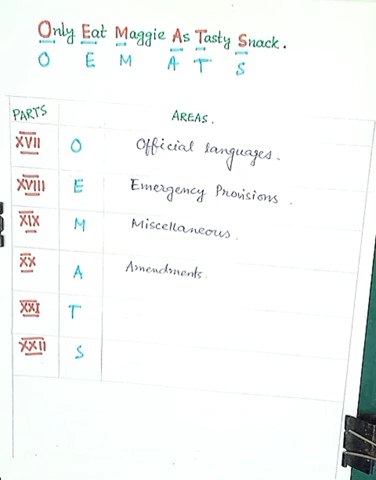 Only Eat Maggie As Tasty Snack.
O E M A T S
PARTS AREAS.
XVII O Official languages.
XVIII E Emergency Provisions.
XIX M Miscellaneous.
XX A Amendments.
XXI T
XXII S